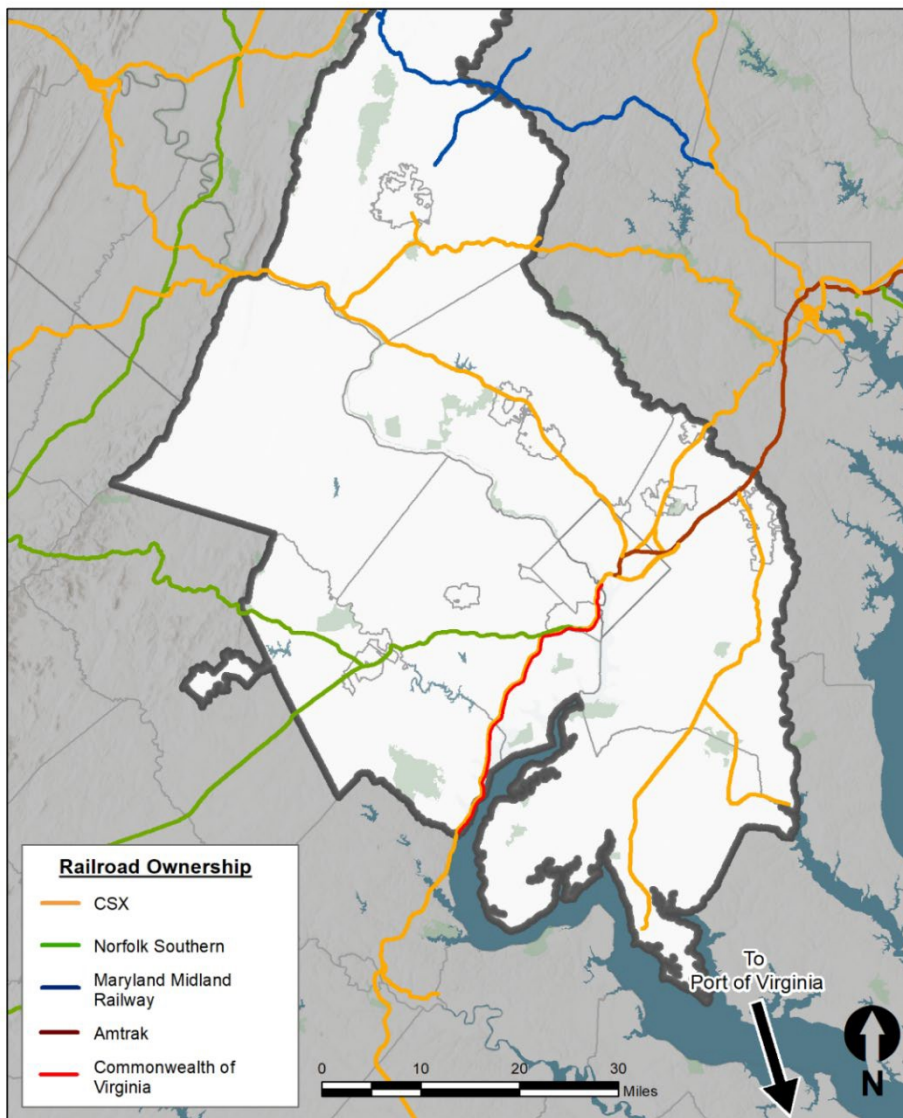 Railroad Ownership
CSX
Norfolk Southern
Maryland Midland
Railway
Amtrak
Commonwealth of
Virginia
0 10 20 30
Miles
To
Port of Virginia
N